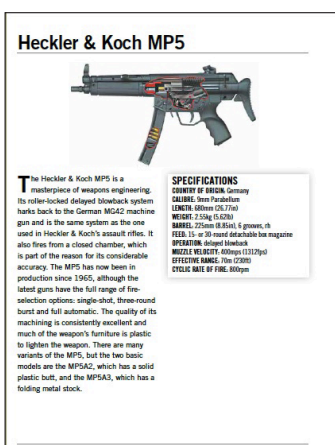 Heckler & Koch MP5
The Heckler & Koch MP5 is a
masterpiece of weapons engineering.
Its roller-locked delayed blowback system
harks back to the German MG42 machine
gun and is the same system as the one
used in Heckler & Koch's assault rifles. It
also fires from a closed chamber, which
is part of the reason for its considerable
accuracy. The MP5 has now been in
production since 1965, although the
latest guns have the full range of fire-
selection options: single-shot, three-round
burst and full automatic. The quality of its
machining is consistently excellent and
much of the weapon's furniture is plastic
to lighten the weapon. There are many
variants of the MP5, but the two basic
models are the MP5A2, which has a solid
plastic butt, and the MP5A3, which has a
folding metal stock.
SPECIFICATIONS
COUNTRY OF ORIGIN: Germany
CALIBRE: 9mm Parabellum
LENGTH: 680mm (26.77in)
WEIGHT: 2.55kg (5.62lb)
BARREL: 225mm (8.85in), 6 grooves, rh
FEED: 15- or 30-round detachable box magazine
OPERATION: delayed blowback
MUZZLE VELOCITY: 400mps (1312fps)
EFFECTIVE RANGE: 70m (230ft)
CYCLIC RATE OF FIRE: 800rpm